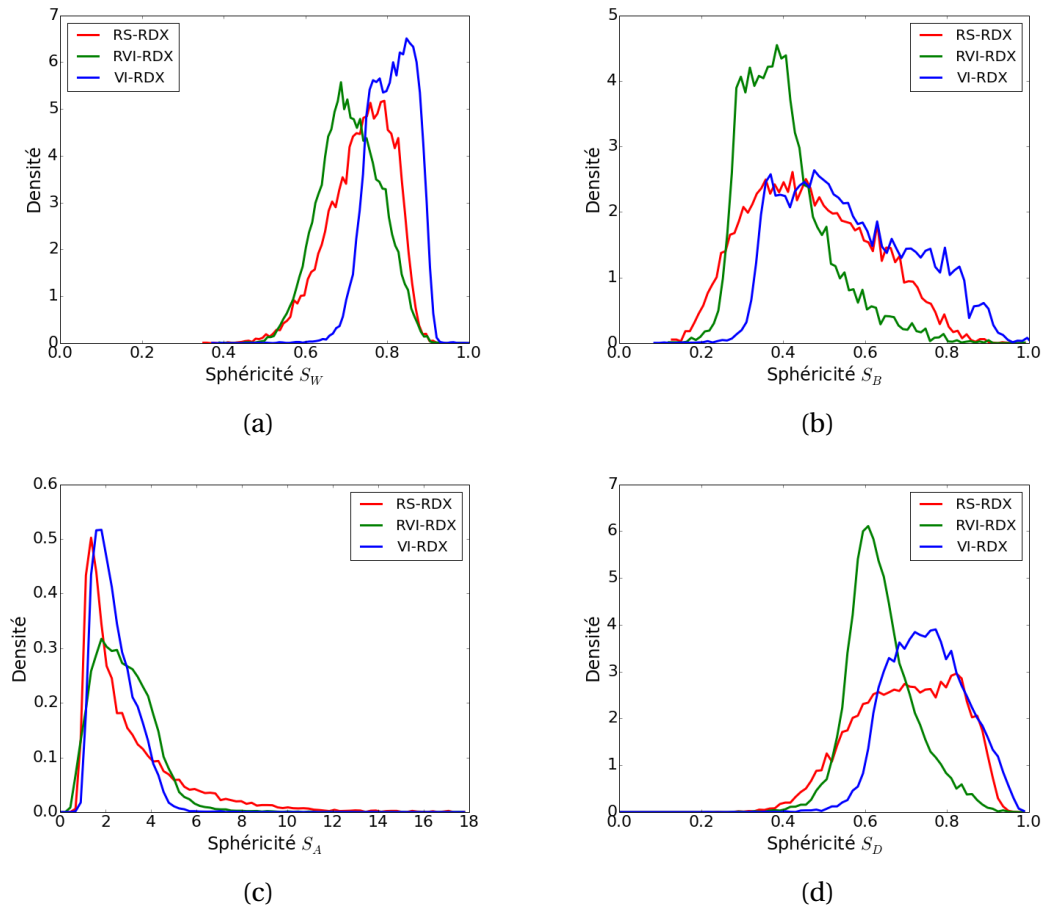 7
6
5
4
3
2
1
0
0.0 0.2 0.4 0.6 0.8 1.0
Densité
Sphéricité S_W
RS-RDX
RVI-RDX
VI-RDX
(a)
5
4
3
2
1
0
0.0 0.2 0.4 0.6 0.8 1.0
Densité
Sphéricité S_B
RS-RDX
RVI-RDX
VI-RDX
(b)
0.6
0.5
0.4
0.3
0.2
0.1
0.0
0 2 4 6 8 10 12 14 16 18
Densité
Sphéricité S_A
RS-RDX
RVI-RDX
VI-RDX
(c)
7
6
5
4
3
2
1
0
0.0 0.2 0.4 0.6 0.8 1.0
Densité
Sphéricité S_D
RS-RDX
RVI-RDX
VI-RDX
(d)